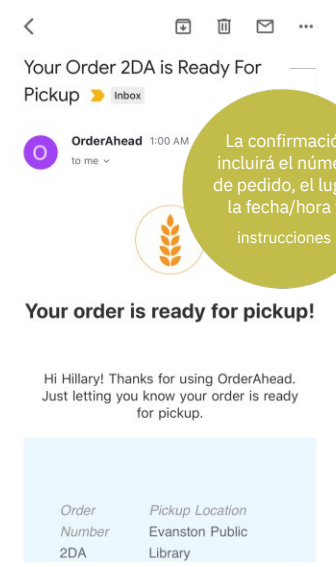 Your Order 2DA is Ready For
Pickup Inbox
O
OrderAhead 1:00 AM
to me
La confirmació
incluirá el núme
de pedido, el lug
la fecha/hora
instrucciones
Your order is ready for pickup!
Hi Hillary! Thanks for using OrderAhead.
Just letting you know your order is ready
for pickup.
Order Pickup Location
Number Evanston Public
2DA Library